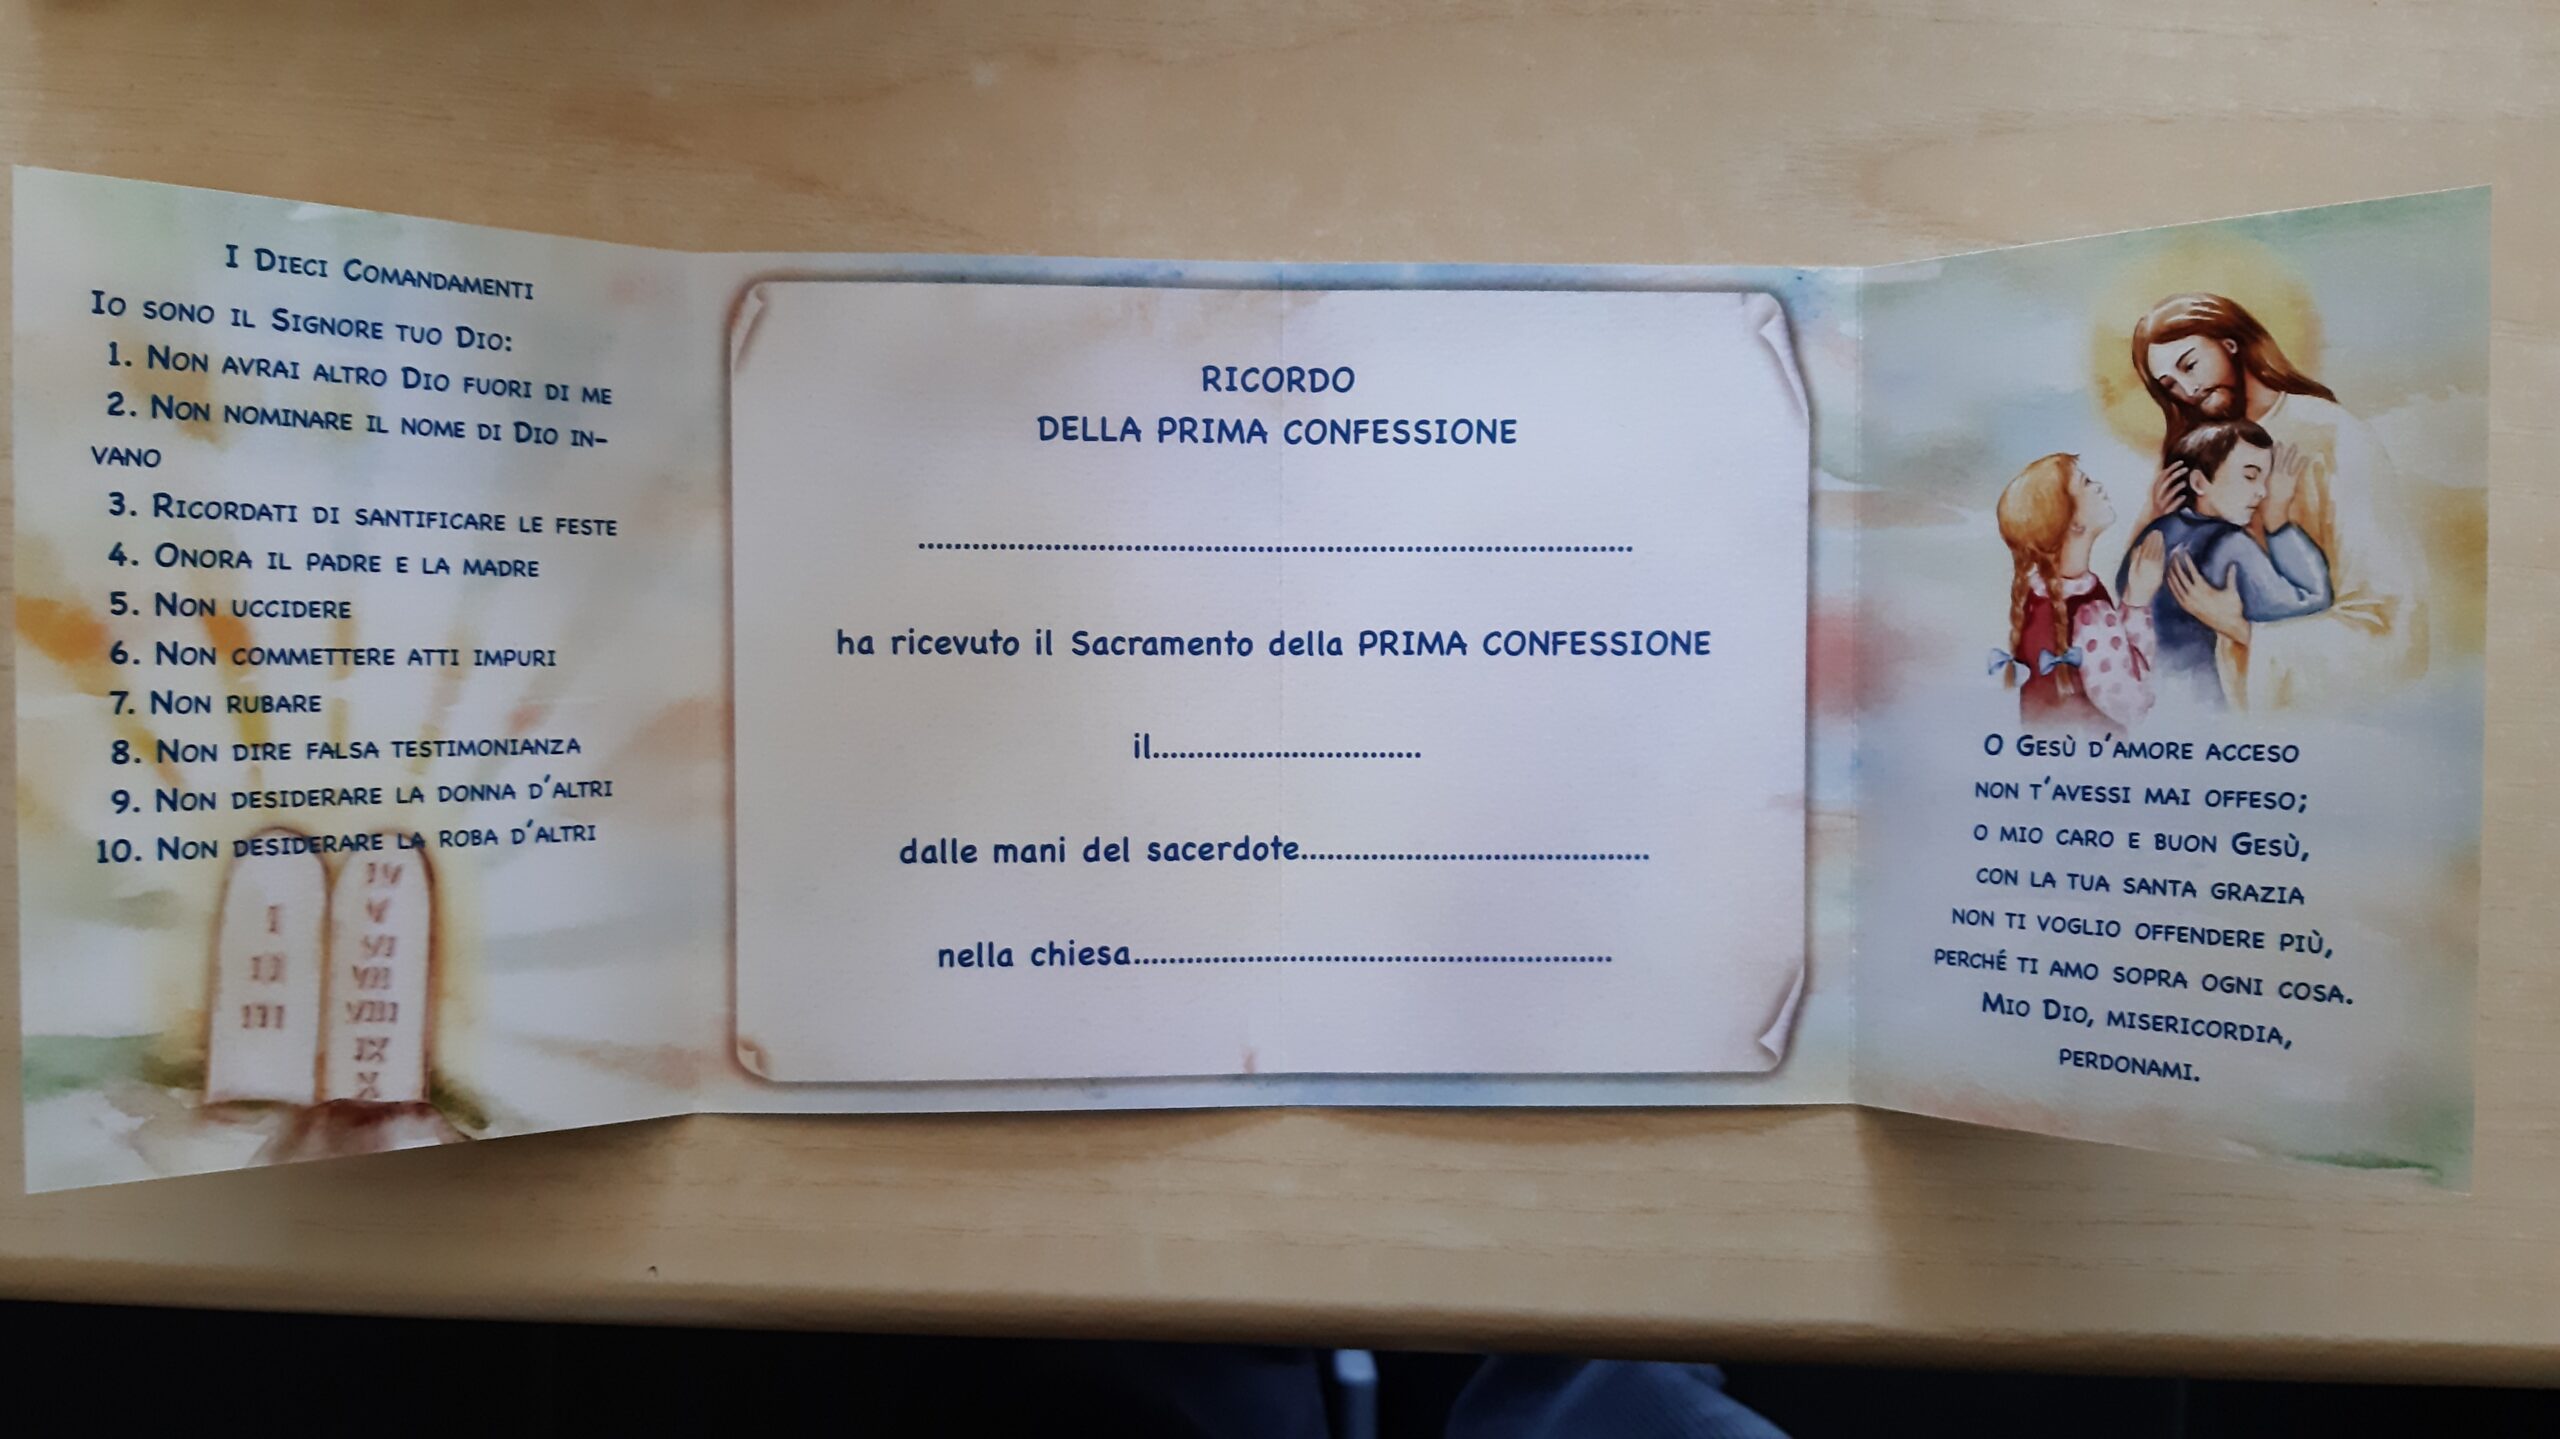 I Dieci Comandamenti
Io sono il Signore tuo Dio:
1. Non avrai altro Dio fuori di me
2. Non nominare il nome di Dio in-
vano
3. Ricordati di santificare le feste
4. Onora il padre e la madre
5. Non uccidere
6. Non commettere atti impuri
7. Non rubare
8. Non dire falsa testimonianza
9. Non desiderare la donna d'altri
10. Non desiderare la roba d'altri
I
II
III
IV
V
VI
VII
VIII
IX
X
RICORDO
DELLA PRIMA CONFESSIONE
................................................................................
ha ricevuto il Sacramento della PRIMA CONFESSIONE
il..............................
dalle mani del sacerdote.......................................
nella chiesa......................................................
O Gesù d'amore acceso
non t'avessi mai offeso;
o mio caro e buon Gesù,
con la tua santa grazia
non ti voglio offendere più,
perché ti amo sopra ogni cosa.
Mio Dio, misericordia,
perdonami.